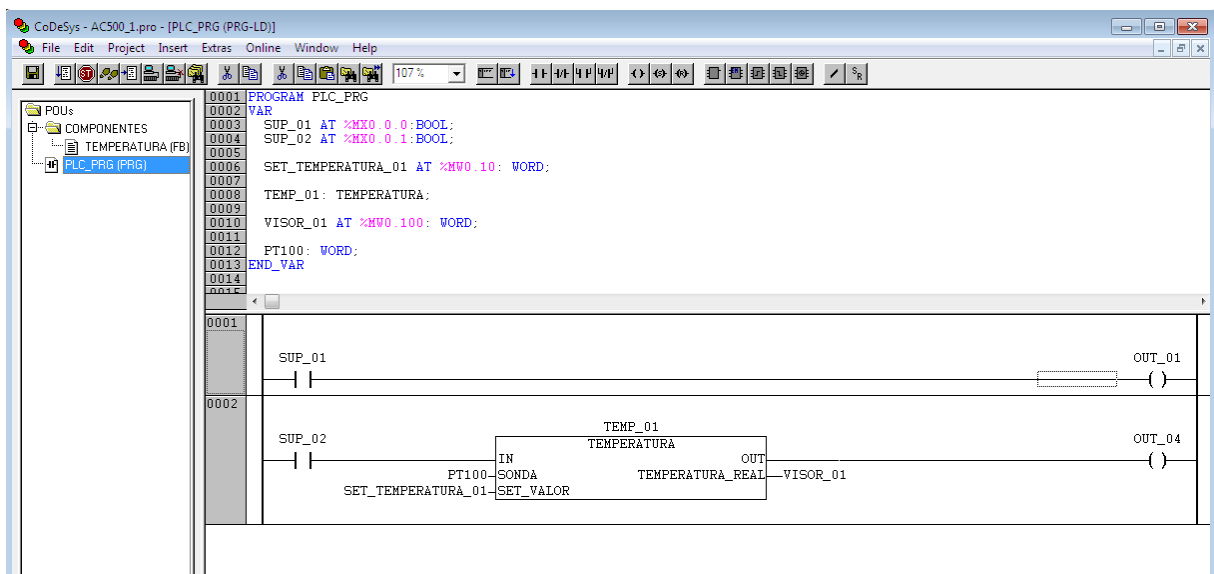 CoDeSys - AC500_1.pro - [PLC_PRG (PRG-LD)]
File Edit Project Insert Extras Online Window Help
107 %
POUs
COMPONENTES
TEMPERATURA (FB)
PLC_PRG (PRG)
0001 PROGRAM PLC_PRG
0002 VAR
0003 SUP_01 AT %MX0.0.0:BOOL;
0004 SUP_02 AT %MX0.0.1:BOOL;
0005
0006 SET_TEMPERATURA_01 AT %MW0.10: WORD;
0007
0008 TEMP_01: TEMPERATURA;
0009
0010 VISOR_01 AT %MW0.100: WORD;
0011
0012 PT100: WORD;
0013 END_VAR
0014
0015
0001
SUP_01 OUT_01
0002
TEMP_01
SUP_02 TEMPERATURA OUT_04
IN OUT
PT100 SONDA TEMPERATURA_REAL VISOR_01
SET_TEMPERATURA_01 SET_VALOR